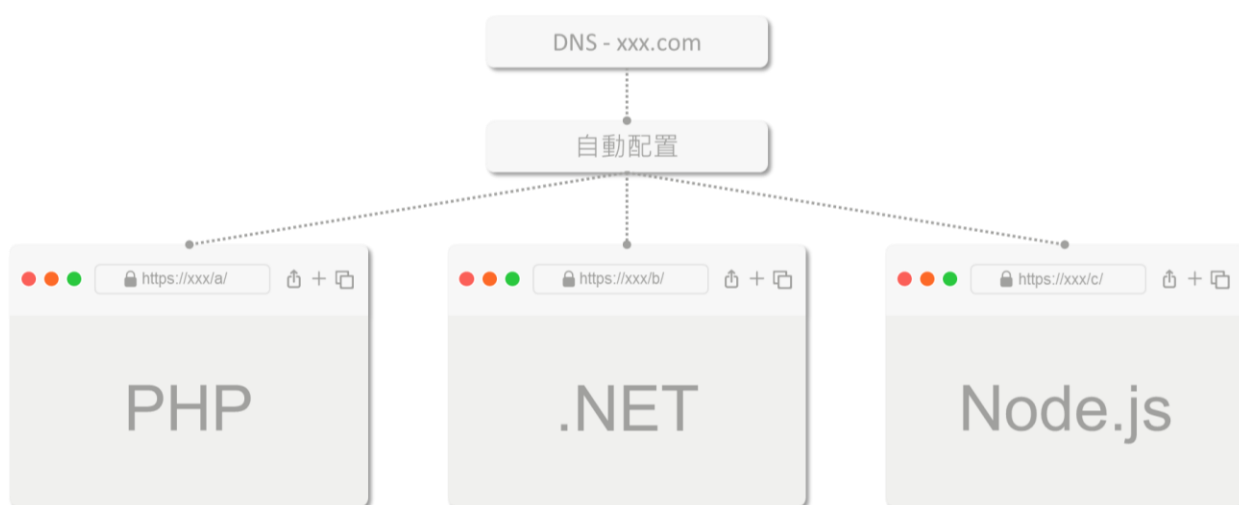 DNS - xxx.com
自動配置
https://xxx/a/
https://xxx/b/
https://xxx/c/
PHP
.NET
Node.js